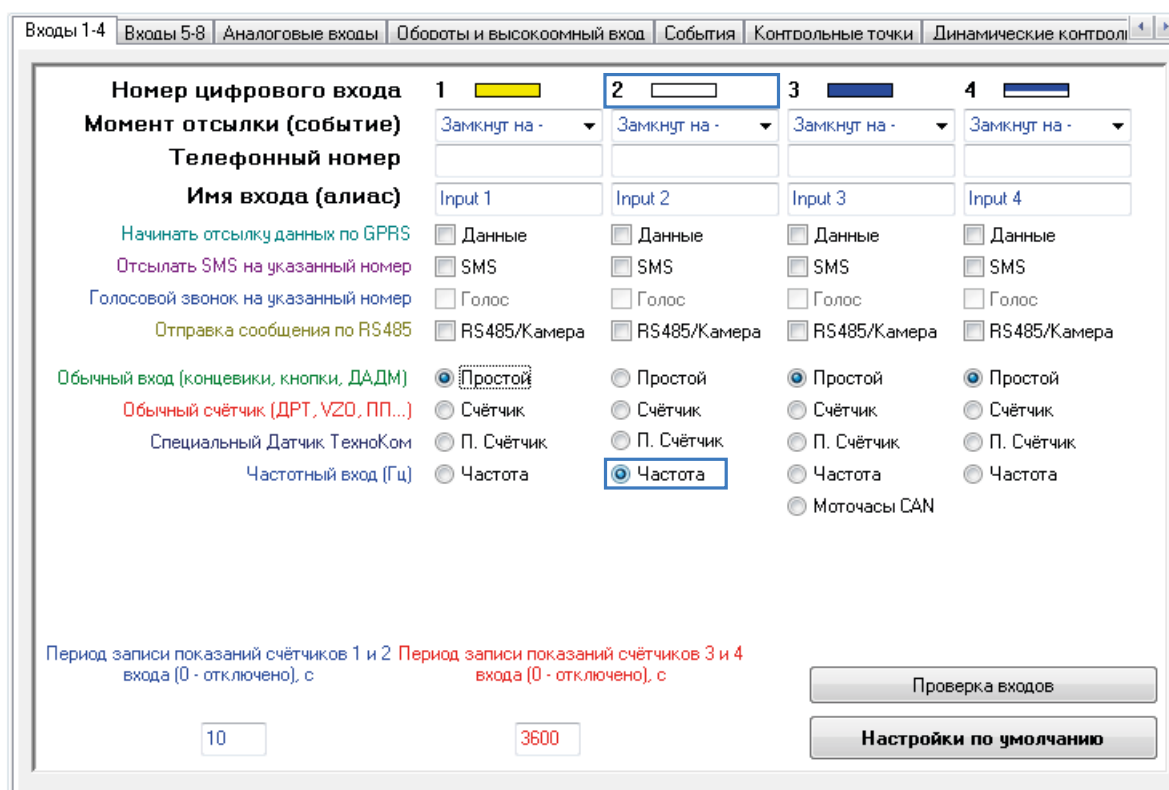 Входы 1-4 Входы 5-8 Аналоговые входы Обороты и высокоомный вход События Контрольные точки Динамические контрол
Номер цифрового входа 1 2 3 4
Момент отсылки (событие) Замкнут на - Замкнут на - Замкнут на - Замкнут на -
Телефонный номер
Имя входа (алиас) Input 1 Input 2 Input 3 Input 4
Начинать отсылку данных по GPRS Данные Данные Данные Данные
Отсылать SMS на указанный номер SMS SMS SMS SMS
Голосовой звонок на указанный номер Голос Голос Голос Голос
Отправка сообщения по RS485 RS485/Камера RS485/Камера RS485/Камера RS485/Камера
Обычный вход (концевики, кнопки, ДАДМ) Простой Простой Простой Простой
Обычный счётчик (ДРТ, VZO, ПП...) Счётчик Счётчик Счётчик Счётчик
Специальный Датчик ТехноКом П. Счётчик П. Счётчик П. Счётчик П. Счётчик
Частотный вход (Гц) Частота Частота Частота Частота
Моточасы CAN
Период записи показаний счётчиков 1 и 2 Период записи показаний счётчиков 3 и 4
входа (0 - отключено), с входа (0 - отключено), с
Проверка входов
10 3600 Настройки по умолчанию